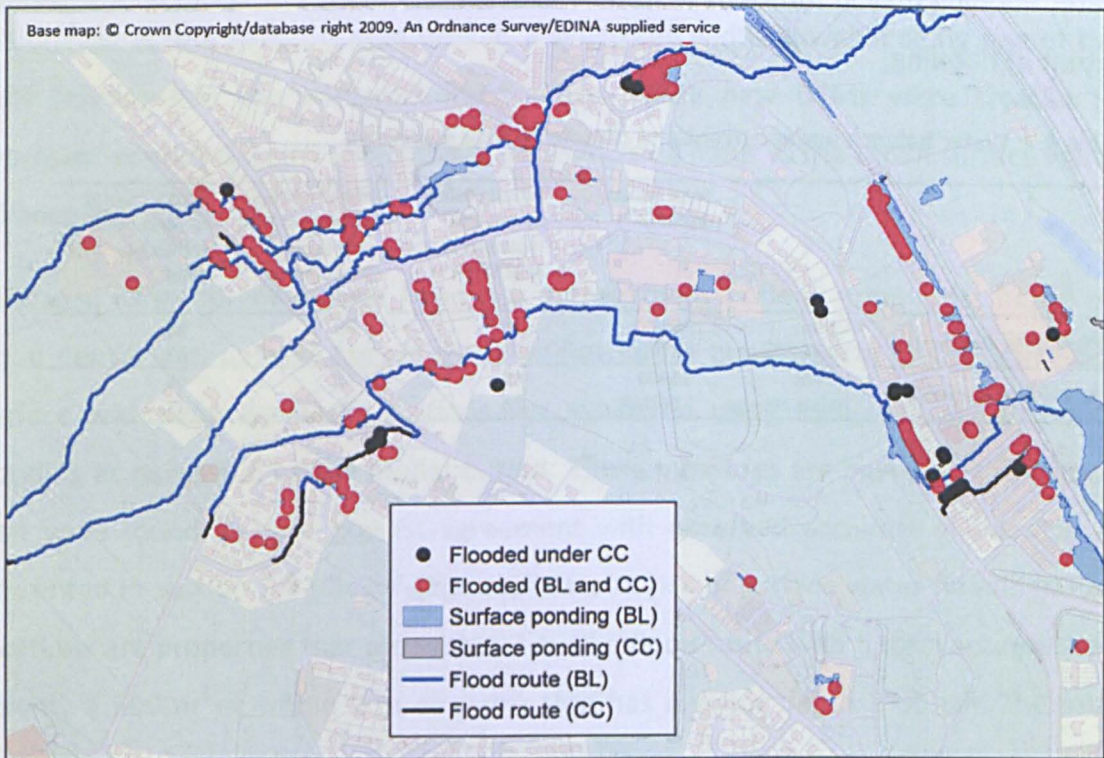 Base map: © Crown Copyright/database right 2009. An Ordnance Survey/EDINA supplied service
Flooded under CC
Flooded (BL and CC)
Surface ponding (BL)
Surface ponding (CC)
Flood route (BL)
Flood route (CC)